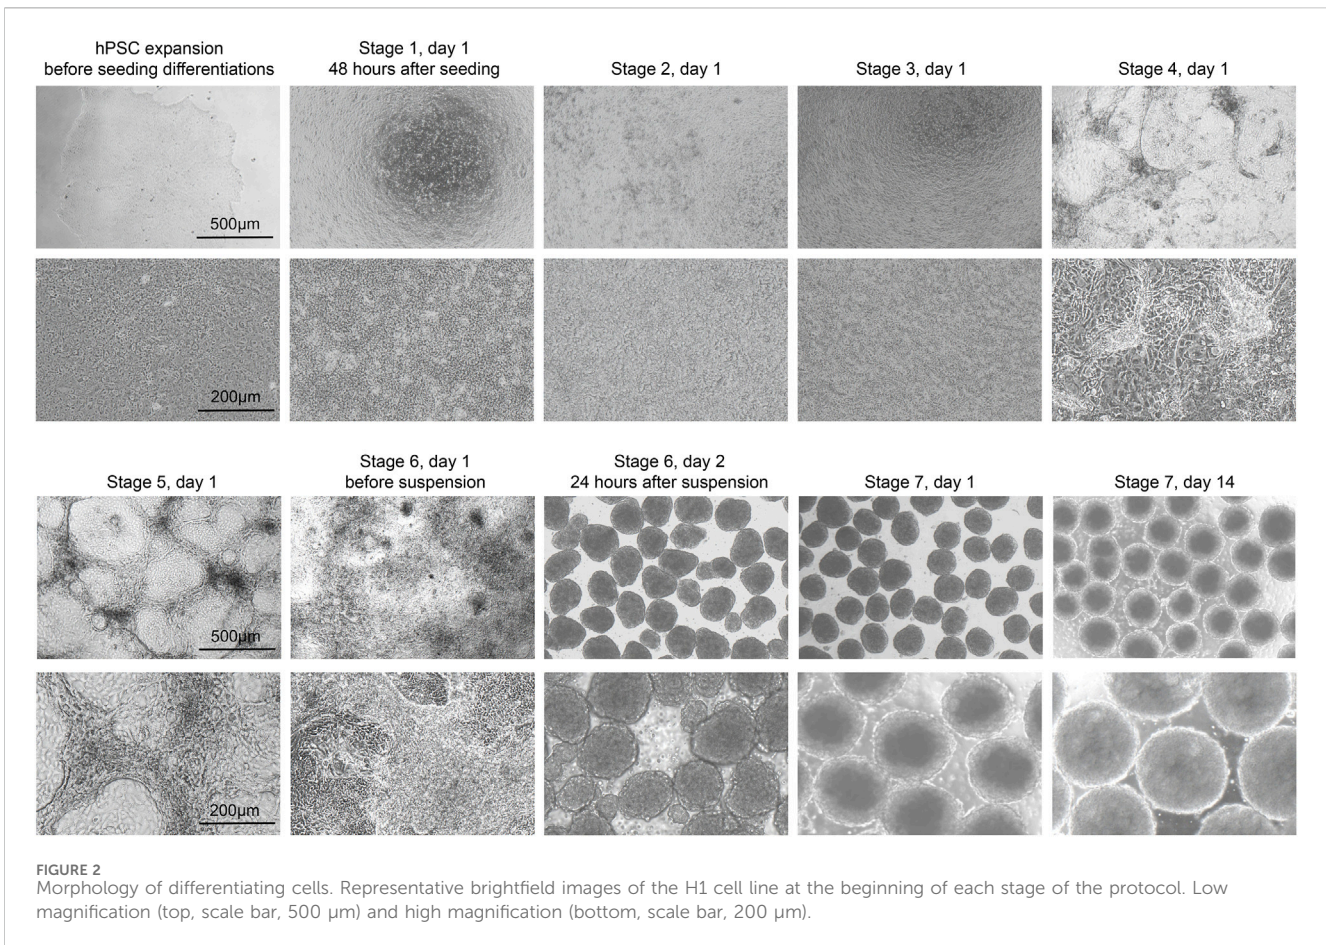 hPSC expansion
before seeding differentiations
Stage 1, day 1
48 hours after seeding
Stage 2, day 1
Stage 3, day 1
Stage 4, day 1
500µm
200µm
Stage 5, day 1
Stage 6, day 1
before suspension
Stage 6, day 2
24 hours after suspension
Stage 7, day 1
Stage 7, day 14
500µm
200µm
FIGURE 2
Morphology of differentiating cells. Representative brightfield images of the H1 cell line at the beginning of each stage of the protocol. Low
magnification (top, scale bar, 500 µm) and high magnification (bottom, scale bar, 200 µm).